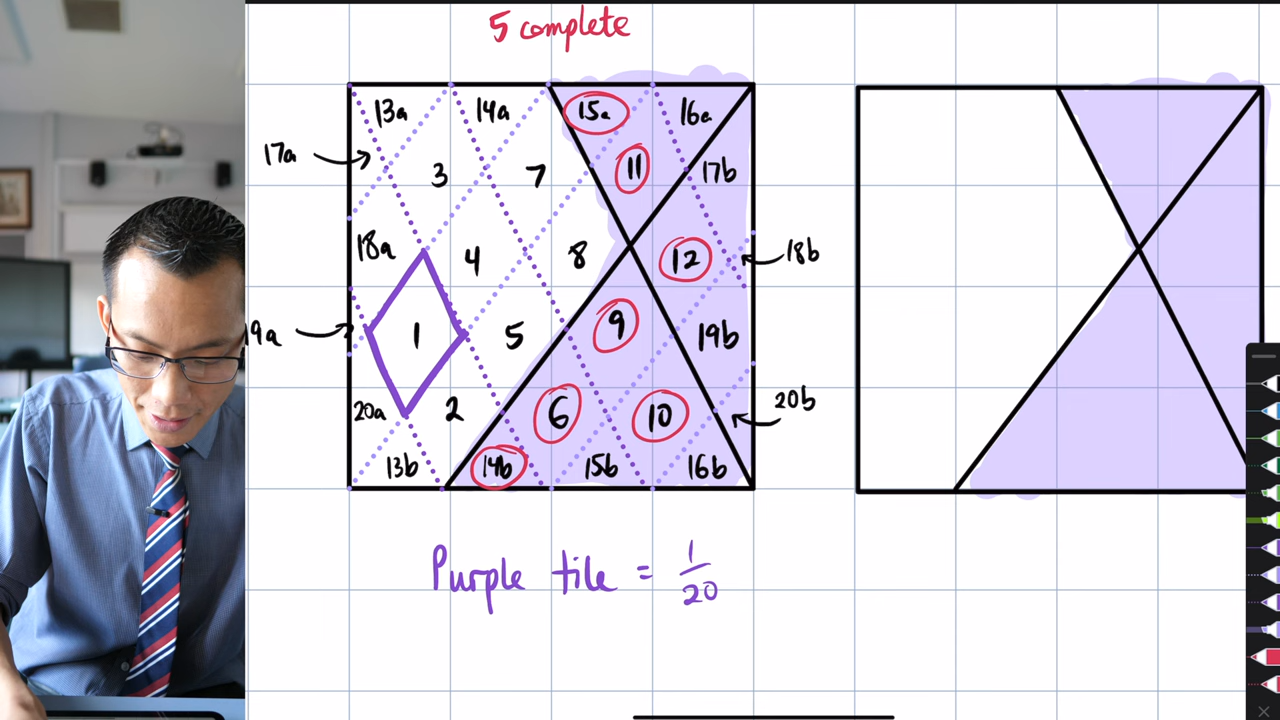 5 complete
13a 14a 15a 16a
17a 3 7 11 17b
18a 4 8 12 18b
9a 1 5 9 19b
20a 2 6 10 20b
13b 14b 15b 16b
Purple tile = 1/20